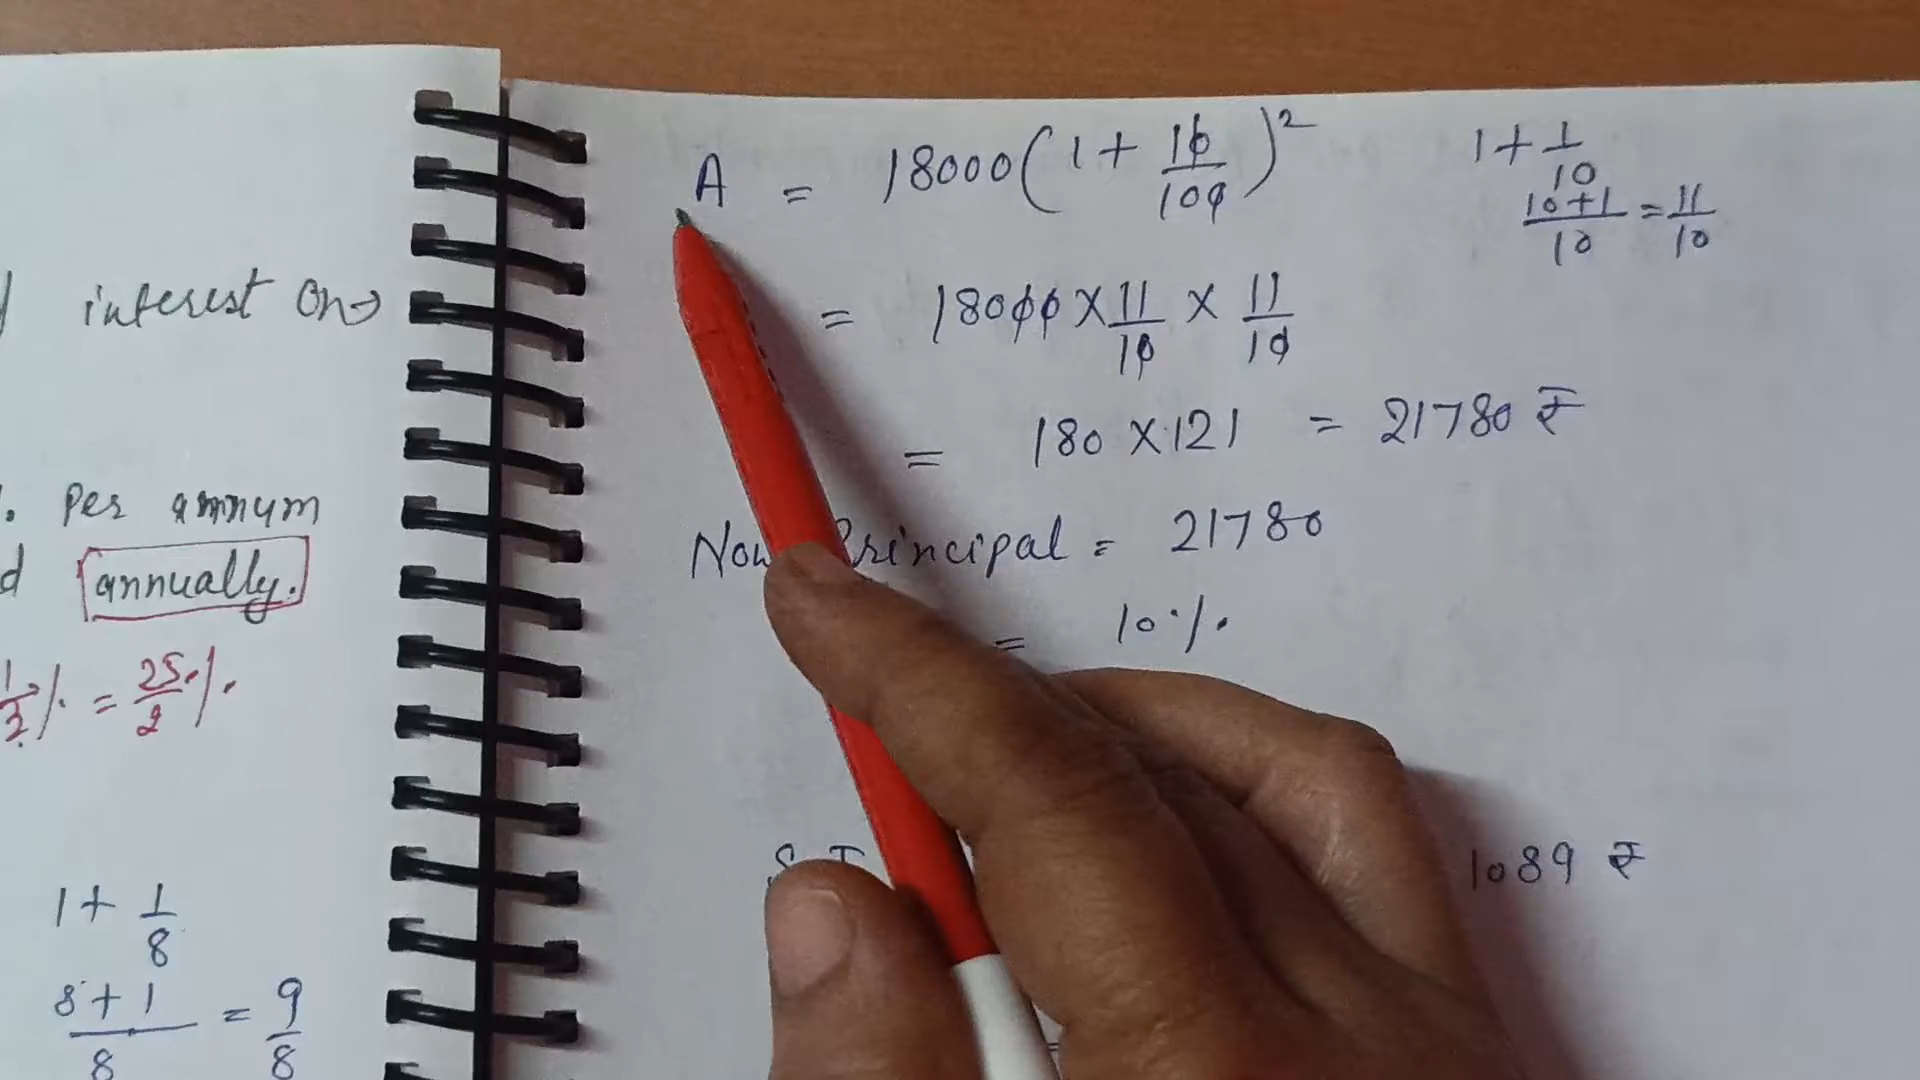 interest on
. Per annum
d annually.
1/2 % = 25/2 %
1 + 1/8
8+1/8 = 9/8
A = 18000(1 + 10/100)²
1 + 1/10
10+1/10 = 11/10
= 18000 × 11/10 × 11/10
= 180 × 121 = 21780 ₹
Now Principal = 21780
= 10%
S.I 1089 ₹